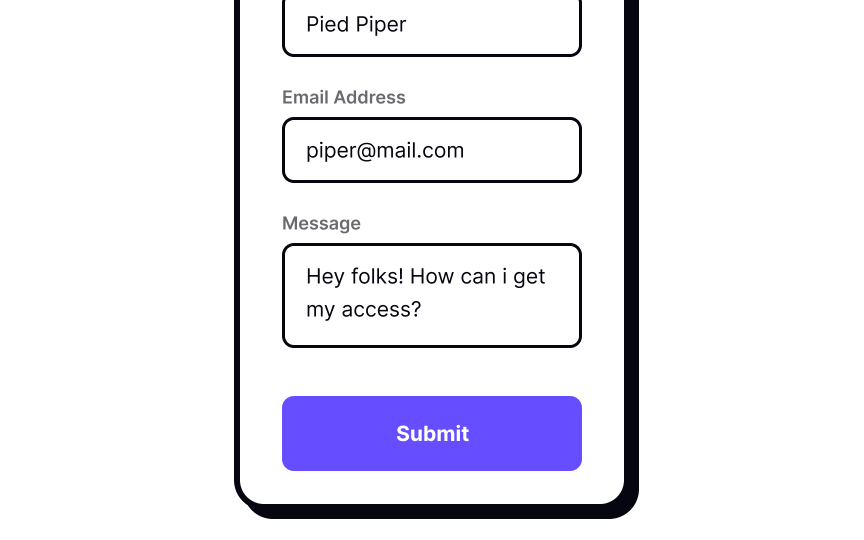 Pied Piper
Email Address
piper@mail.com
Message
Hey folks! How can i get
my access?
Submit